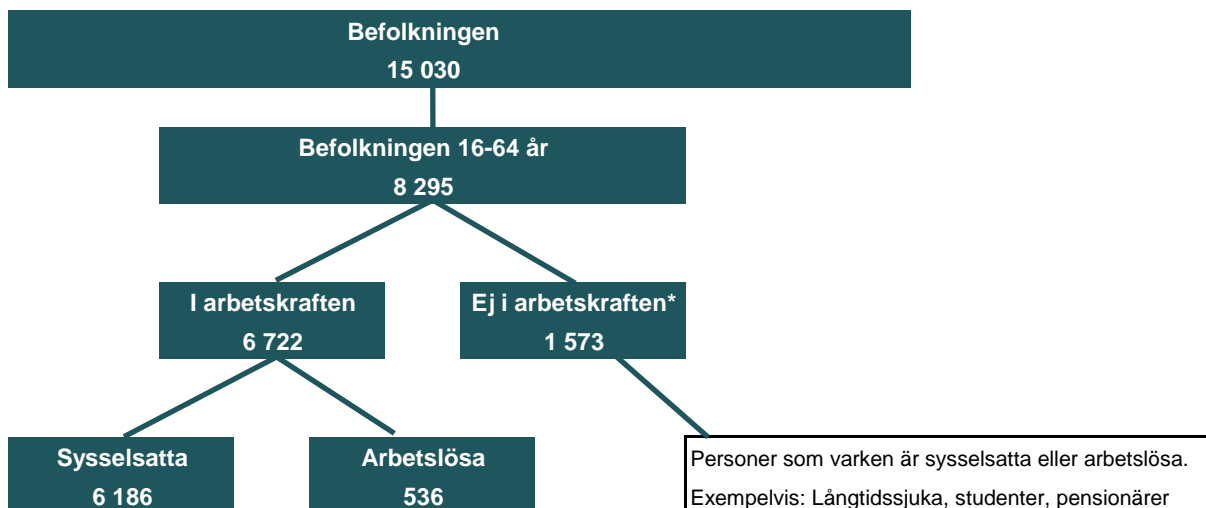 Befolkningen
15 030
Befolkningen 16-64 år
8 295
I arbetskraften
6 722
Ej i arbetskraften*
1 573
Sysselsatta
6 186
Arbetslösa
536
Personer som varken är sysselsatta eller arbetslösa.
Exempelvis: Långtidssjuka, studenter, pensionärer